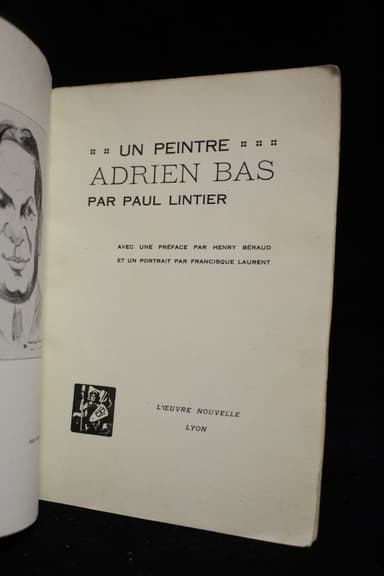 UN PEINTRE
ADRIEN BAS
PAR PAUL LINTIER
AVEC UNE PRÉFACE PAR HENRY BÉRAUD
ET UN PORTRAIT PAR FRANCISQUE LAURENT
L'ŒUVRE NOUVELLE
LYON